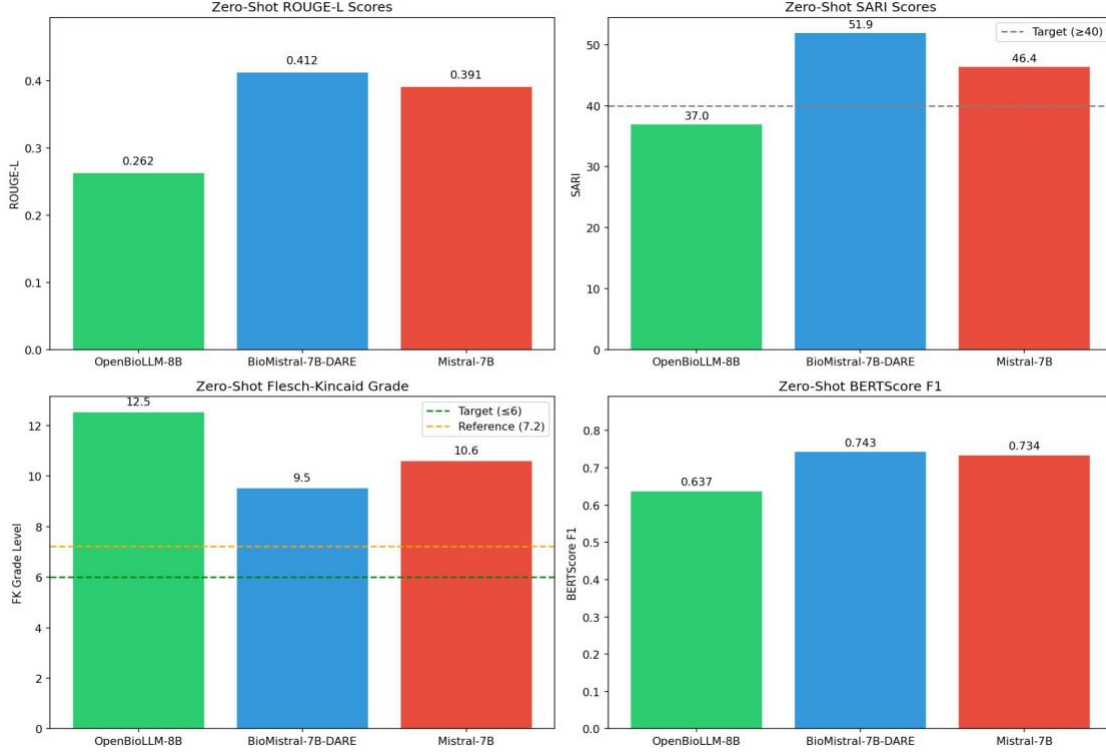 Zero-Shot ROUGE-L Scores
ROUGE-L
0.4
0.3
0.2
0.1
0.0
0.262
0.412
0.391
OpenBioLLM-8B
BioMistral-7B-DARE
Mistral-7B
Zero-Shot SARI Scores
SARI
50
40
30
20
10
0
Target (≥40)
37.0
51.9
46.4
OpenBioLLM-8B
BioMistral-7B-DARE
Mistral-7B
Zero-Shot Flesch-Kincaid Grade
FK Grade Level
12
10
8
6
4
2
0
Target (≤6)
Reference (7.2)
12.5
9.5
10.6
OpenBioLLM-8B
BioMistral-7B-DARE
Mistral-7B
Zero-Shot BERTScore F1
BERTScore F1
0.8
0.7
0.6
0.5
0.4
0.3
0.2
0.1
0.0
0.637
0.743
0.734
OpenBioLLM-8B
BioMistral-7B-DARE
Mistral-7B